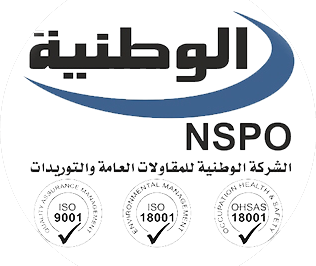 الوطنية
NSPO
الشركة الوطنية للمقاولات العامة والتوريدات
QUALITY ASSURANCE MANAGEMENT
ISO
9001
ENVIRONMENTAL MANAGEMENT
ISO
18001
OCCUPATION HEALTH & SAFETY
OHSAS
18001